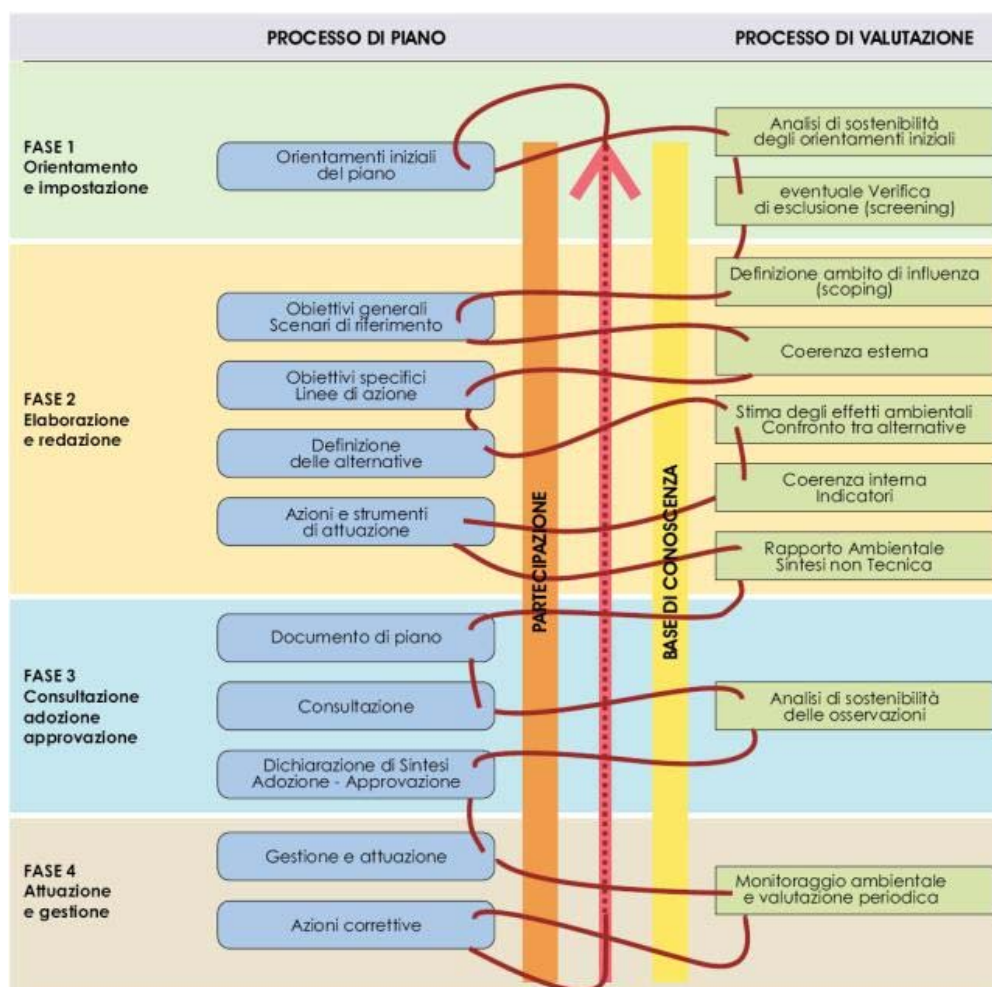 PROCESSO DI PIANO
PROCESSO DI VALUTAZIONE
FASE 1
Orientamento
e impostazione
Orientamenti iniziali
del piano
Analisi di sostenibilità
degli orientamenti iniziali
eventuale Verifica
di esclusione (screening)
FASE 2
Elaborazione
e redazione
Obiettivi generali
Scenari di riferimento
Obiettivi specifici
Linee di azione
Definizione
delle alternative
Azioni e strumenti
di attuazione
Definizione ambito di influenza
(scoping)
Coerenza esterna
Stima degli effetti ambientali
Confronto tra alternative
Coerenza interna
Indicatori
Rapporto Ambientale
Sintesi non Tecnica
PARTECIPAZIONE
BASE DI CONOSCENZA
FASE 3
Consultazione
adozione
approvazione
Documento di piano
Consultazione
Dichiarazione di Sintesi
Adozione - Approvazione
Analisi di sostenibilità
delle osservazioni
FASE 4
Attuazione
e gestione
Gestione e attuazione
Azioni correttive
Monitoraggio ambientale
e valutazione periodica